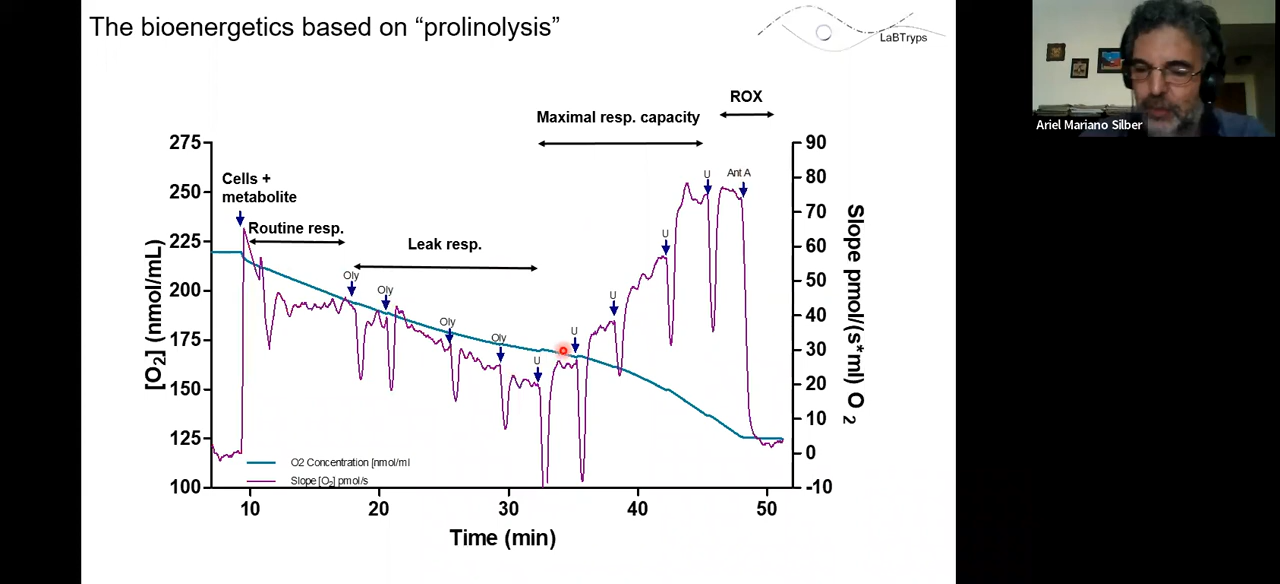 The bioenergetics based on “prolinolysis”
LaBTryps
Ariel Mariano Silber
ROX
Maximal resp. capacity
Cells +
metabolite
Routine resp.
Leak resp.
Oly
Oly
Oly
Oly
U
U
U
U
U
Ant A
275
250
225
200
175
150
125
100
[O₂] (nmol/mL)
90
80
70
60
50
40
30
20
10
0
-10
Slope pmol/(s*ml) O ₂
O2 Concentration [nmol/ml
Slope [O₂] pmol/s
10
20
30
40
50
Time (min)